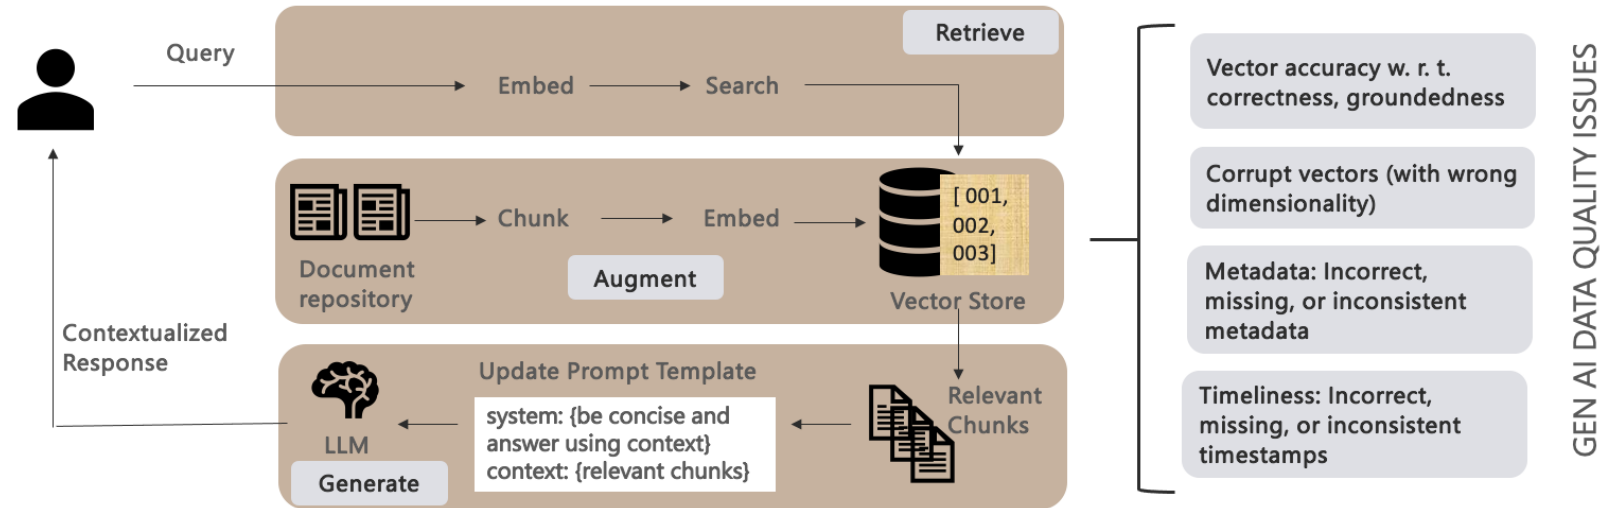 Query
Retrieve
Embed
Search
Document
repository
Chunk
Embed
Augment
[ 001,
002,
003]
Vector Store
Contextualized
Response
LLM
Generate
Update Prompt Template
system: {be concise and
answer using context}
context: {relevant chunks}
Relevant
Chunks
Vector accuracy w. r. t.
correctness, groundedness
Corrupt vectors (with wrong
dimensionality)
Metadata: Incorrect,
missing, or inconsistent
metadata
Timeliness: Incorrect,
missing, or inconsistent
timestamps
GEN AI DATA QUALITY ISSUES